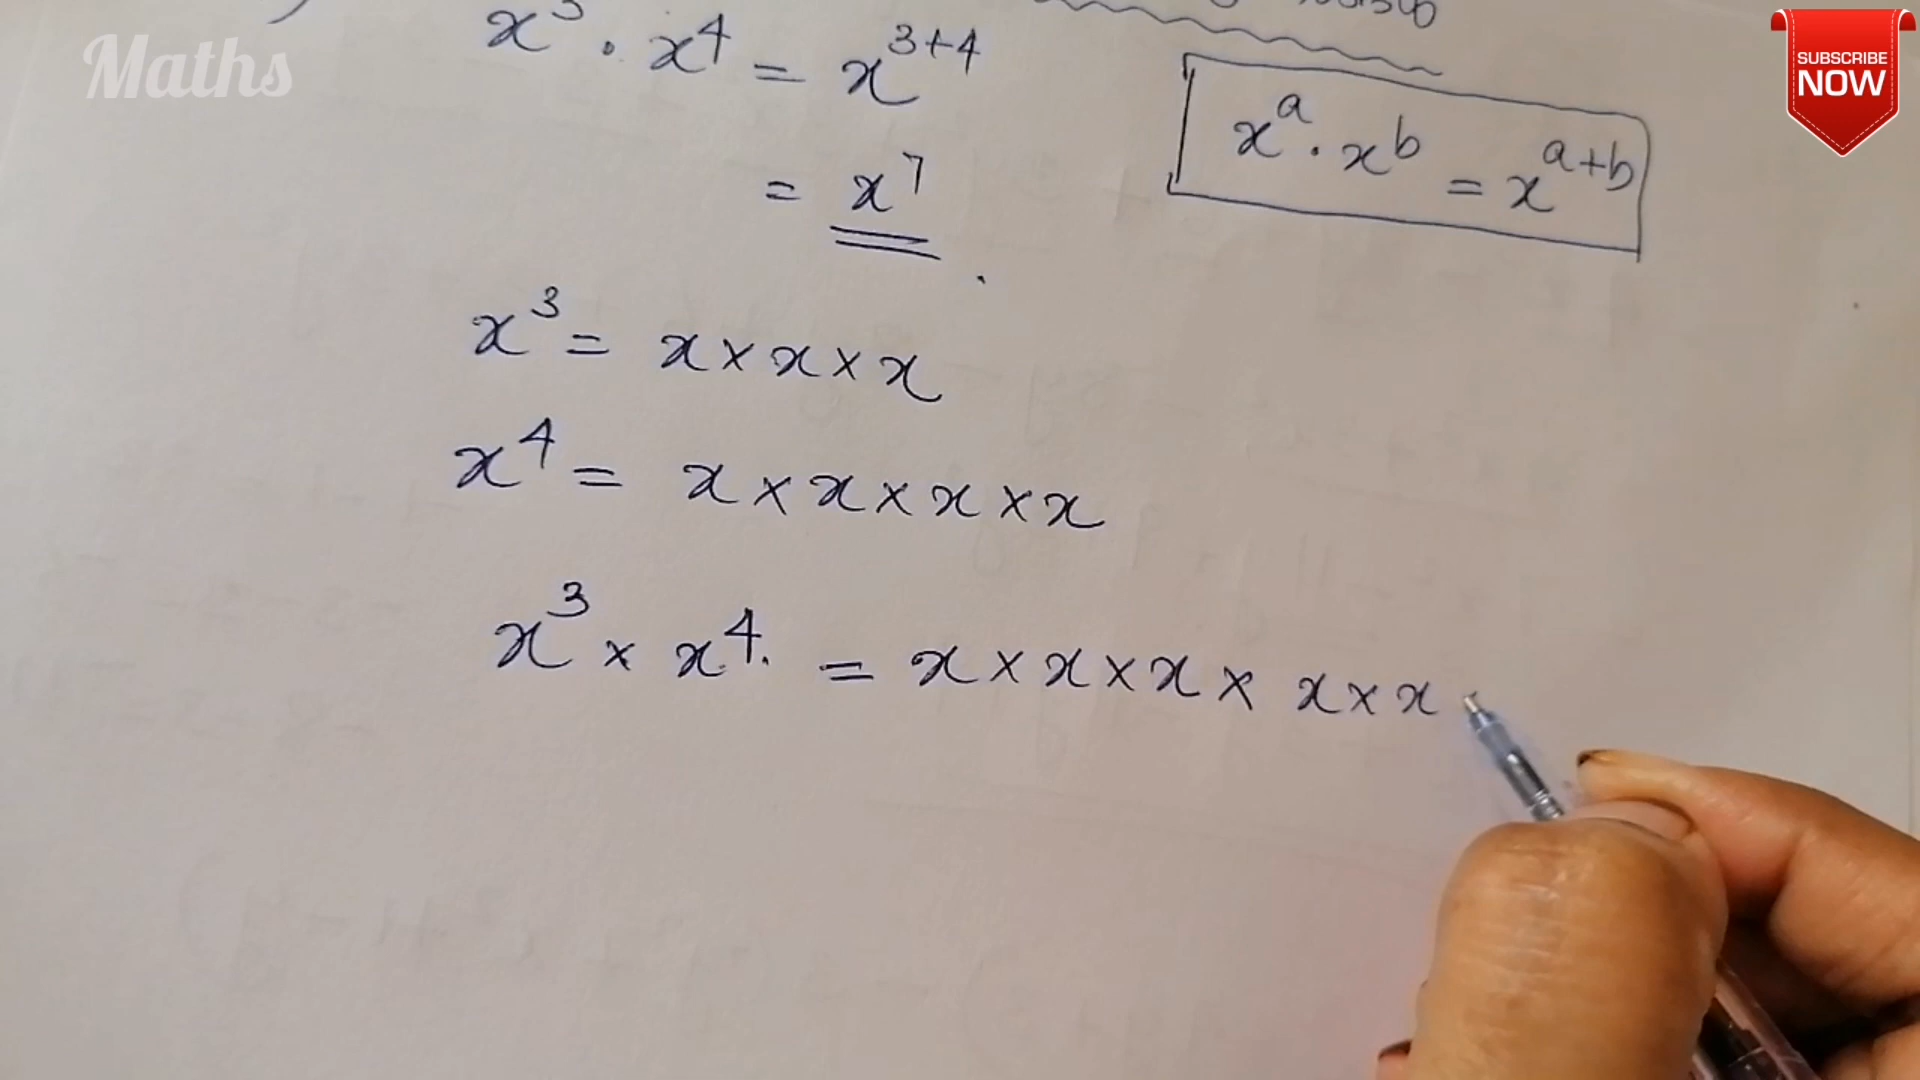 Maths
SUBSCRIBE
NOW
x³ · x⁴ = x³⁺⁴
= x⁷
xᵃ · xᵇ = xᵃ⁺ᵇ
x³ = x × x × x
x⁴ = x × x × x × x
x³ × x⁴ = x × x × x × x × x